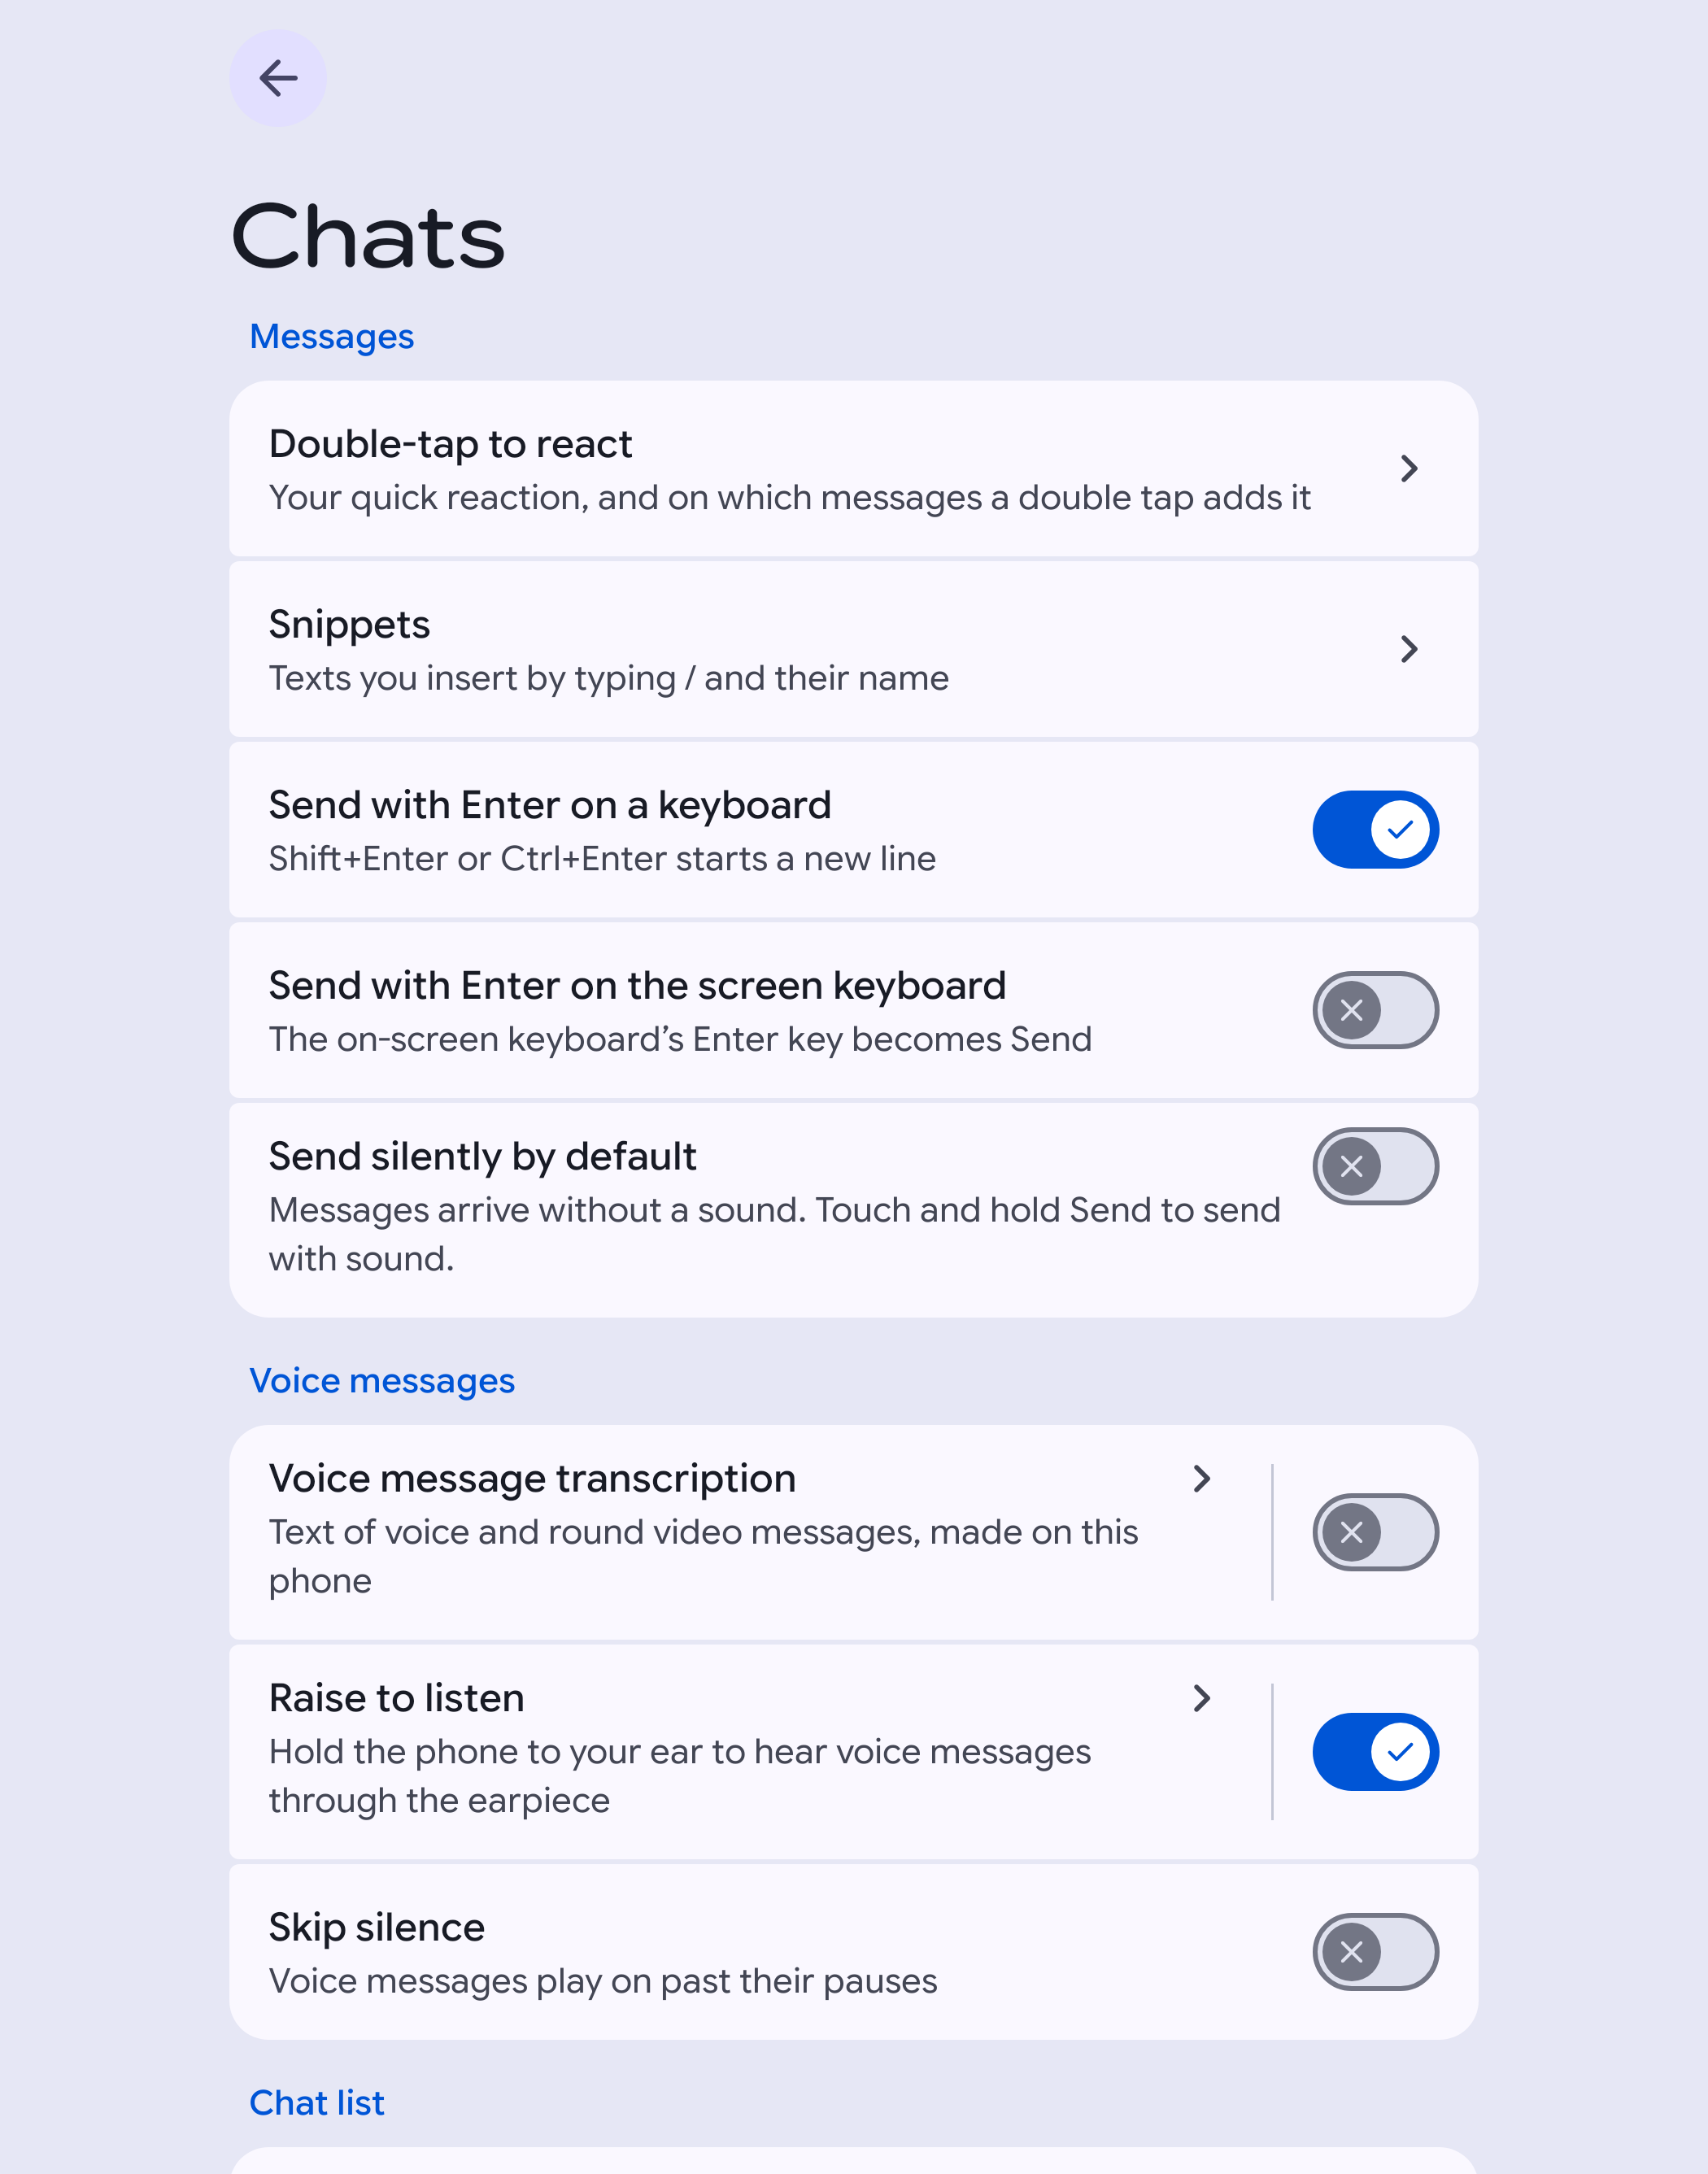 Chats
Messages
Double-tap to react
Your quick reaction, and on which messages a double tap adds it
Snippets
Texts you insert by typing / and their name
Send with Enter on a keyboard
Shift+Enter or Ctrl+Enter starts a new line
Send with Enter on the screen keyboard
The on-screen keyboard’s Enter key becomes Send
Send silently by default
Messages arrive without a sound. Touch and hold Send to send
with sound.
Voice messages
Voice message transcription
Text of voice and round video messages, made on this
phone
Raise to listen
Hold the phone to your ear to hear voice messages
through the earpiece
Skip silence
Voice messages play on past their pauses
Chat list